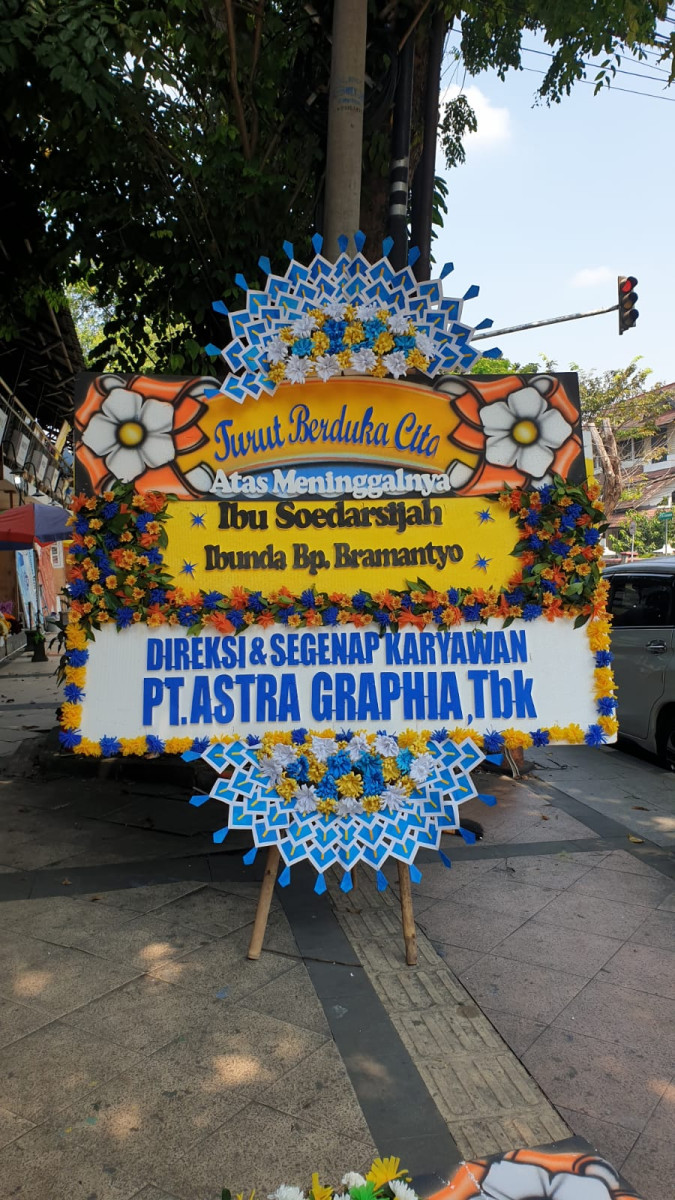 Turut Berduka Cita
Atas Meninggalnya
Ibu Soedarsijah
Ibunda Bp. Bramantyo
DIREKSI & SEGENAP KARYAWAN
PT. ASTRA GRAPHIA, Tbk